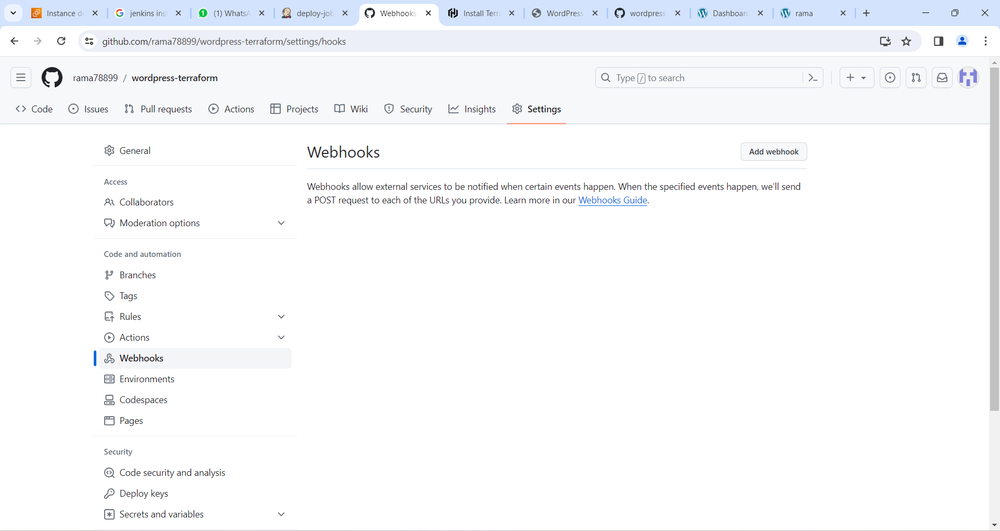 Instance de
jenkins inst
(1) WhatsA
deploy-job
Webhooks
Install Terra
WordPress
wordpress
Dashboard
rama
github.com/rama78899/wordpress-terraform/settings/hooks
rama78899 / wordpress-terraform
Type / to search
Code
Issues
Pull requests
Actions
Projects
Wiki
Security
Insights
Settings
General
Access
Collaborators
Moderation options
Code and automation
Branches
Tags
Rules
Actions
Webhooks
Environments
Codespaces
Pages
Security
Code security and analysis
Deploy keys
Secrets and variables
Webhooks
Add webhook
Webhooks allow external services to be notified when certain events happen. When the specified events happen, we’ll send
a POST request to each of the URLs you provide. Learn more in our Webhooks Guide.